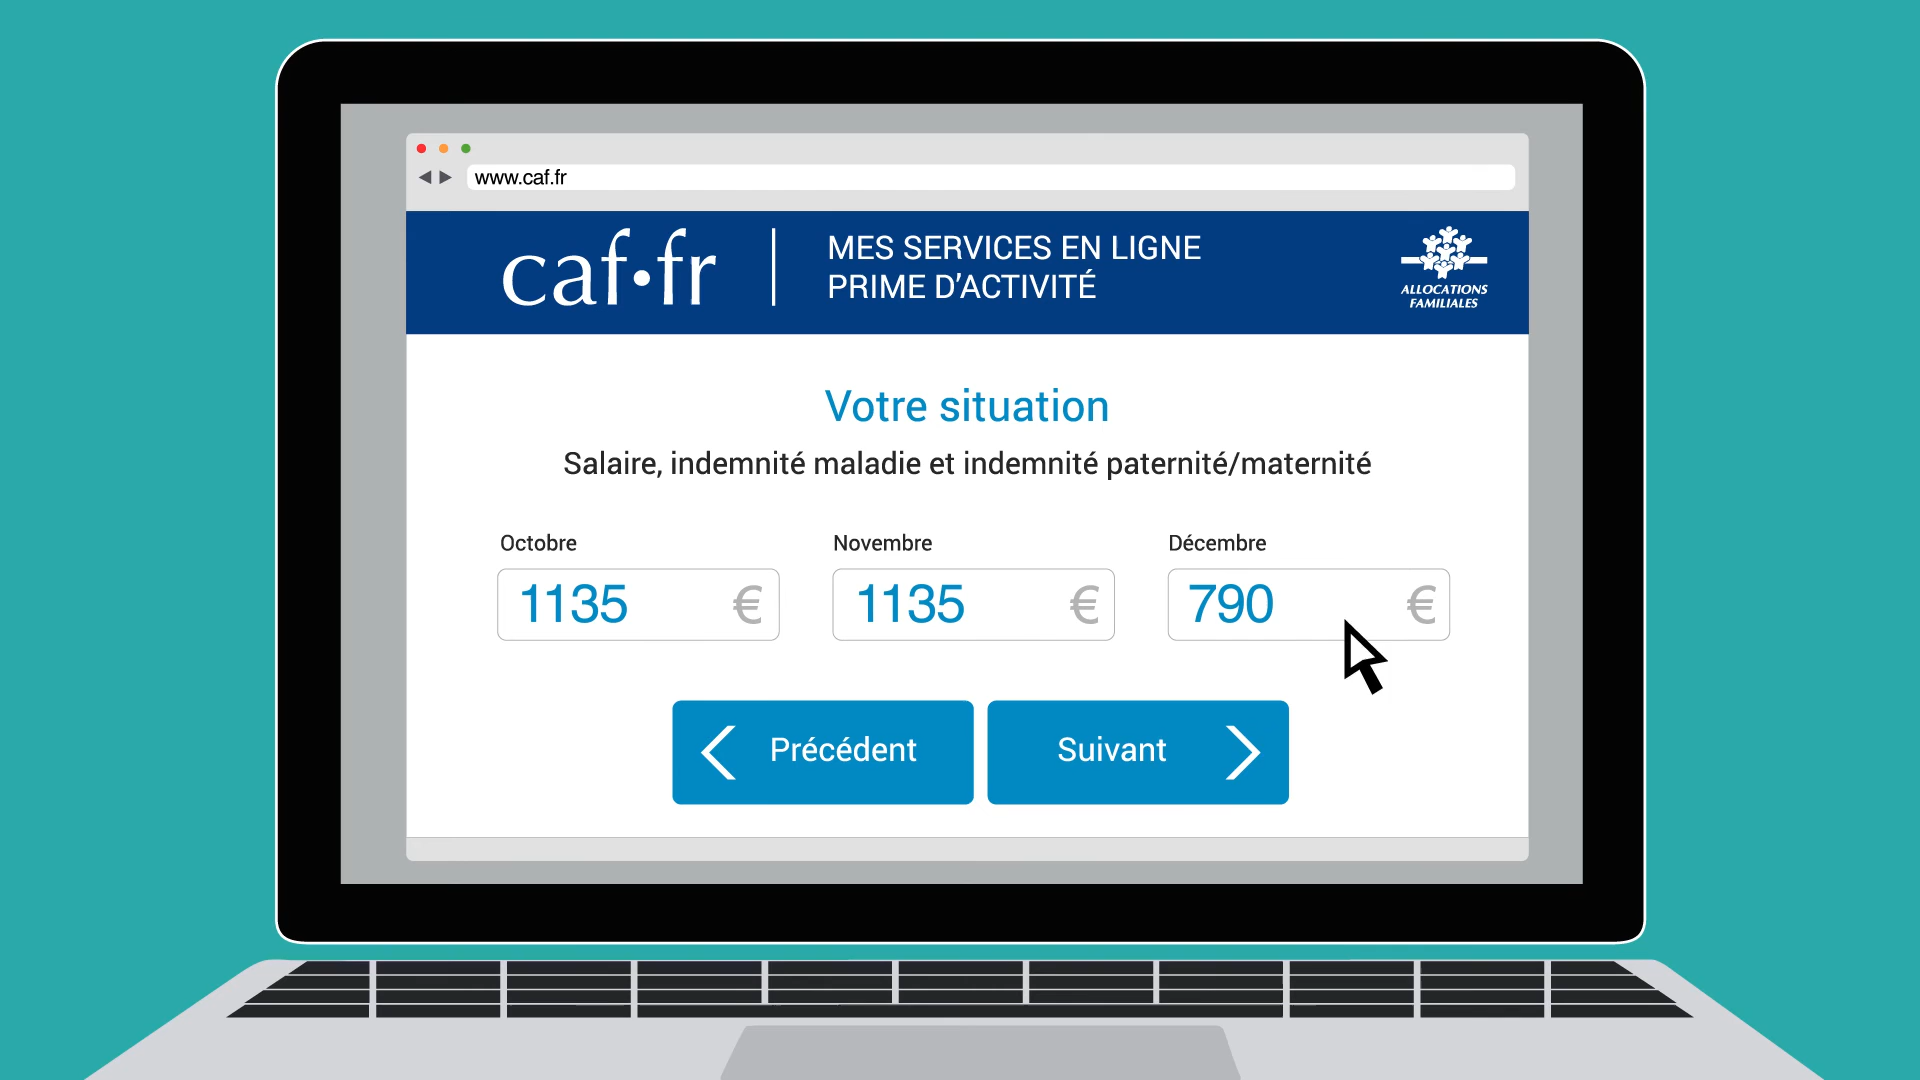 www.caf.fr
caf.fr
MES SERVICES EN LIGNE
PRIME D'ACTIVITÉ
ALLOCATIONS
FAMILIALES
Votre situation
Salaire, indemnité maladie et indemnité paternité/maternité
Octobre Novembre Décembre
1135 € 1135 € 790 €
Précédent Suivant